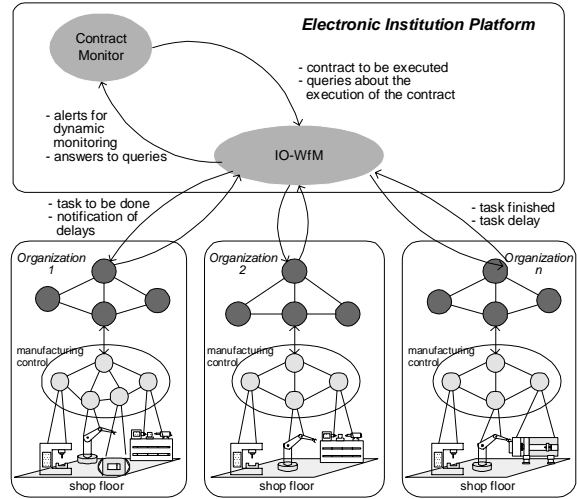 Electronic Institution Platform
Contract
Monitor
- contract to be executed
- queries about the
execution of the contract
- alerts for
dynamic
monitoring
- answers to queries
IO-WfM
- task to be done
- notification of
delays
- task finished
- task delay
Organization
1
manufacturing
control
shop floor
Organization
2
manufacturing
control
shop floor
Organization
n
manufacturing
control
shop floor